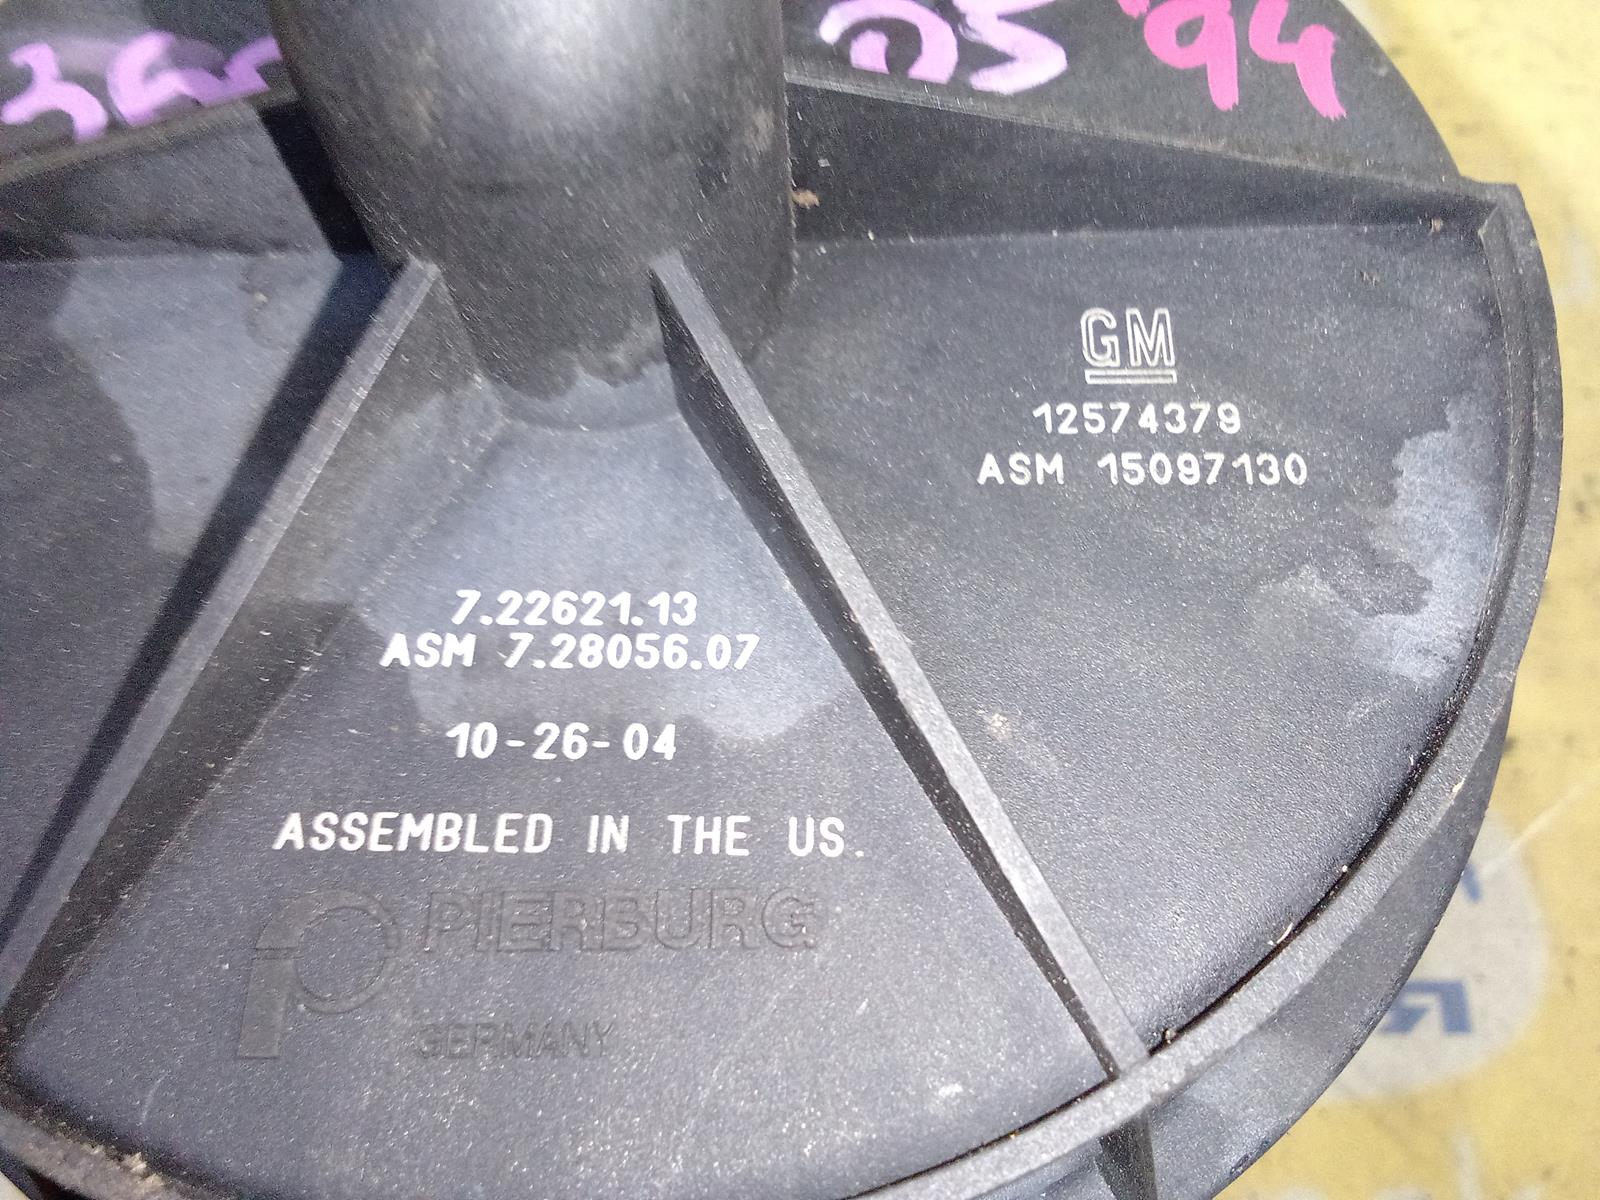 05 '94
GM
12574379
ASM 15097130
7.22621.13
ASM 7.28056.07
10-26-04
ASSEMBLED IN THE US.
PIERBURG
GERMANY